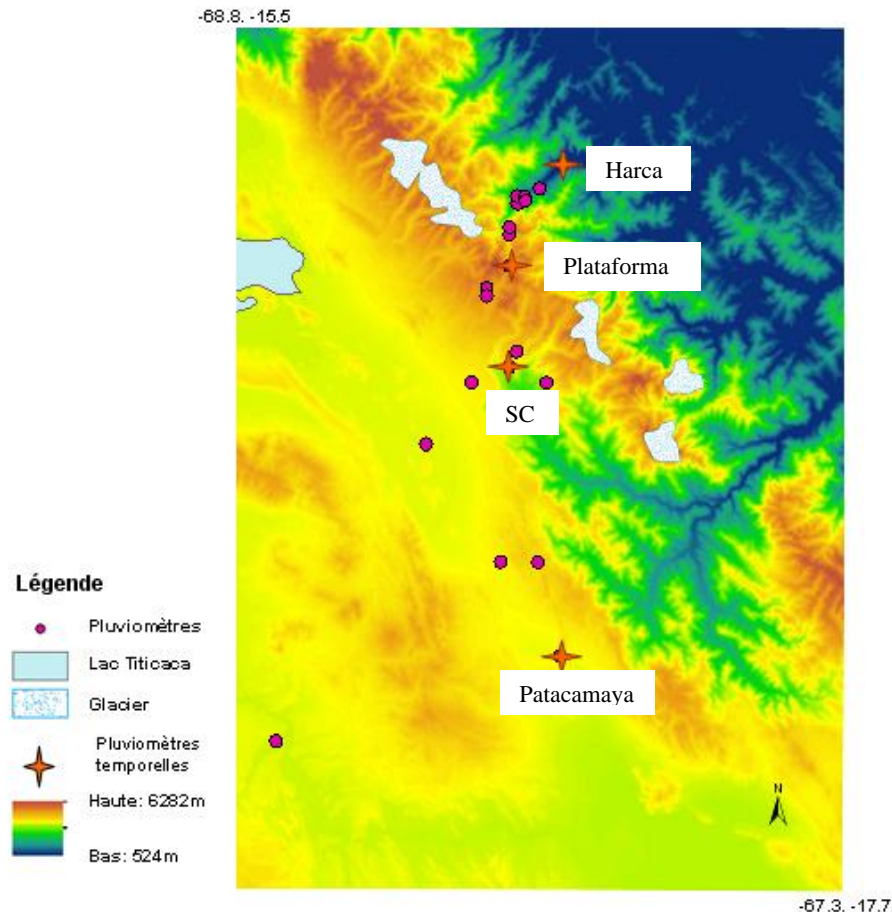 -68.8. -15.5
Harca
Plataforma
SC
Patacamaya
Légende
Pluviomètres
Lac Titicaca
Glacier
Pluviomètres
temporelles
Haute: 6282m
Bas: 524m
N
-67.3. -17.7